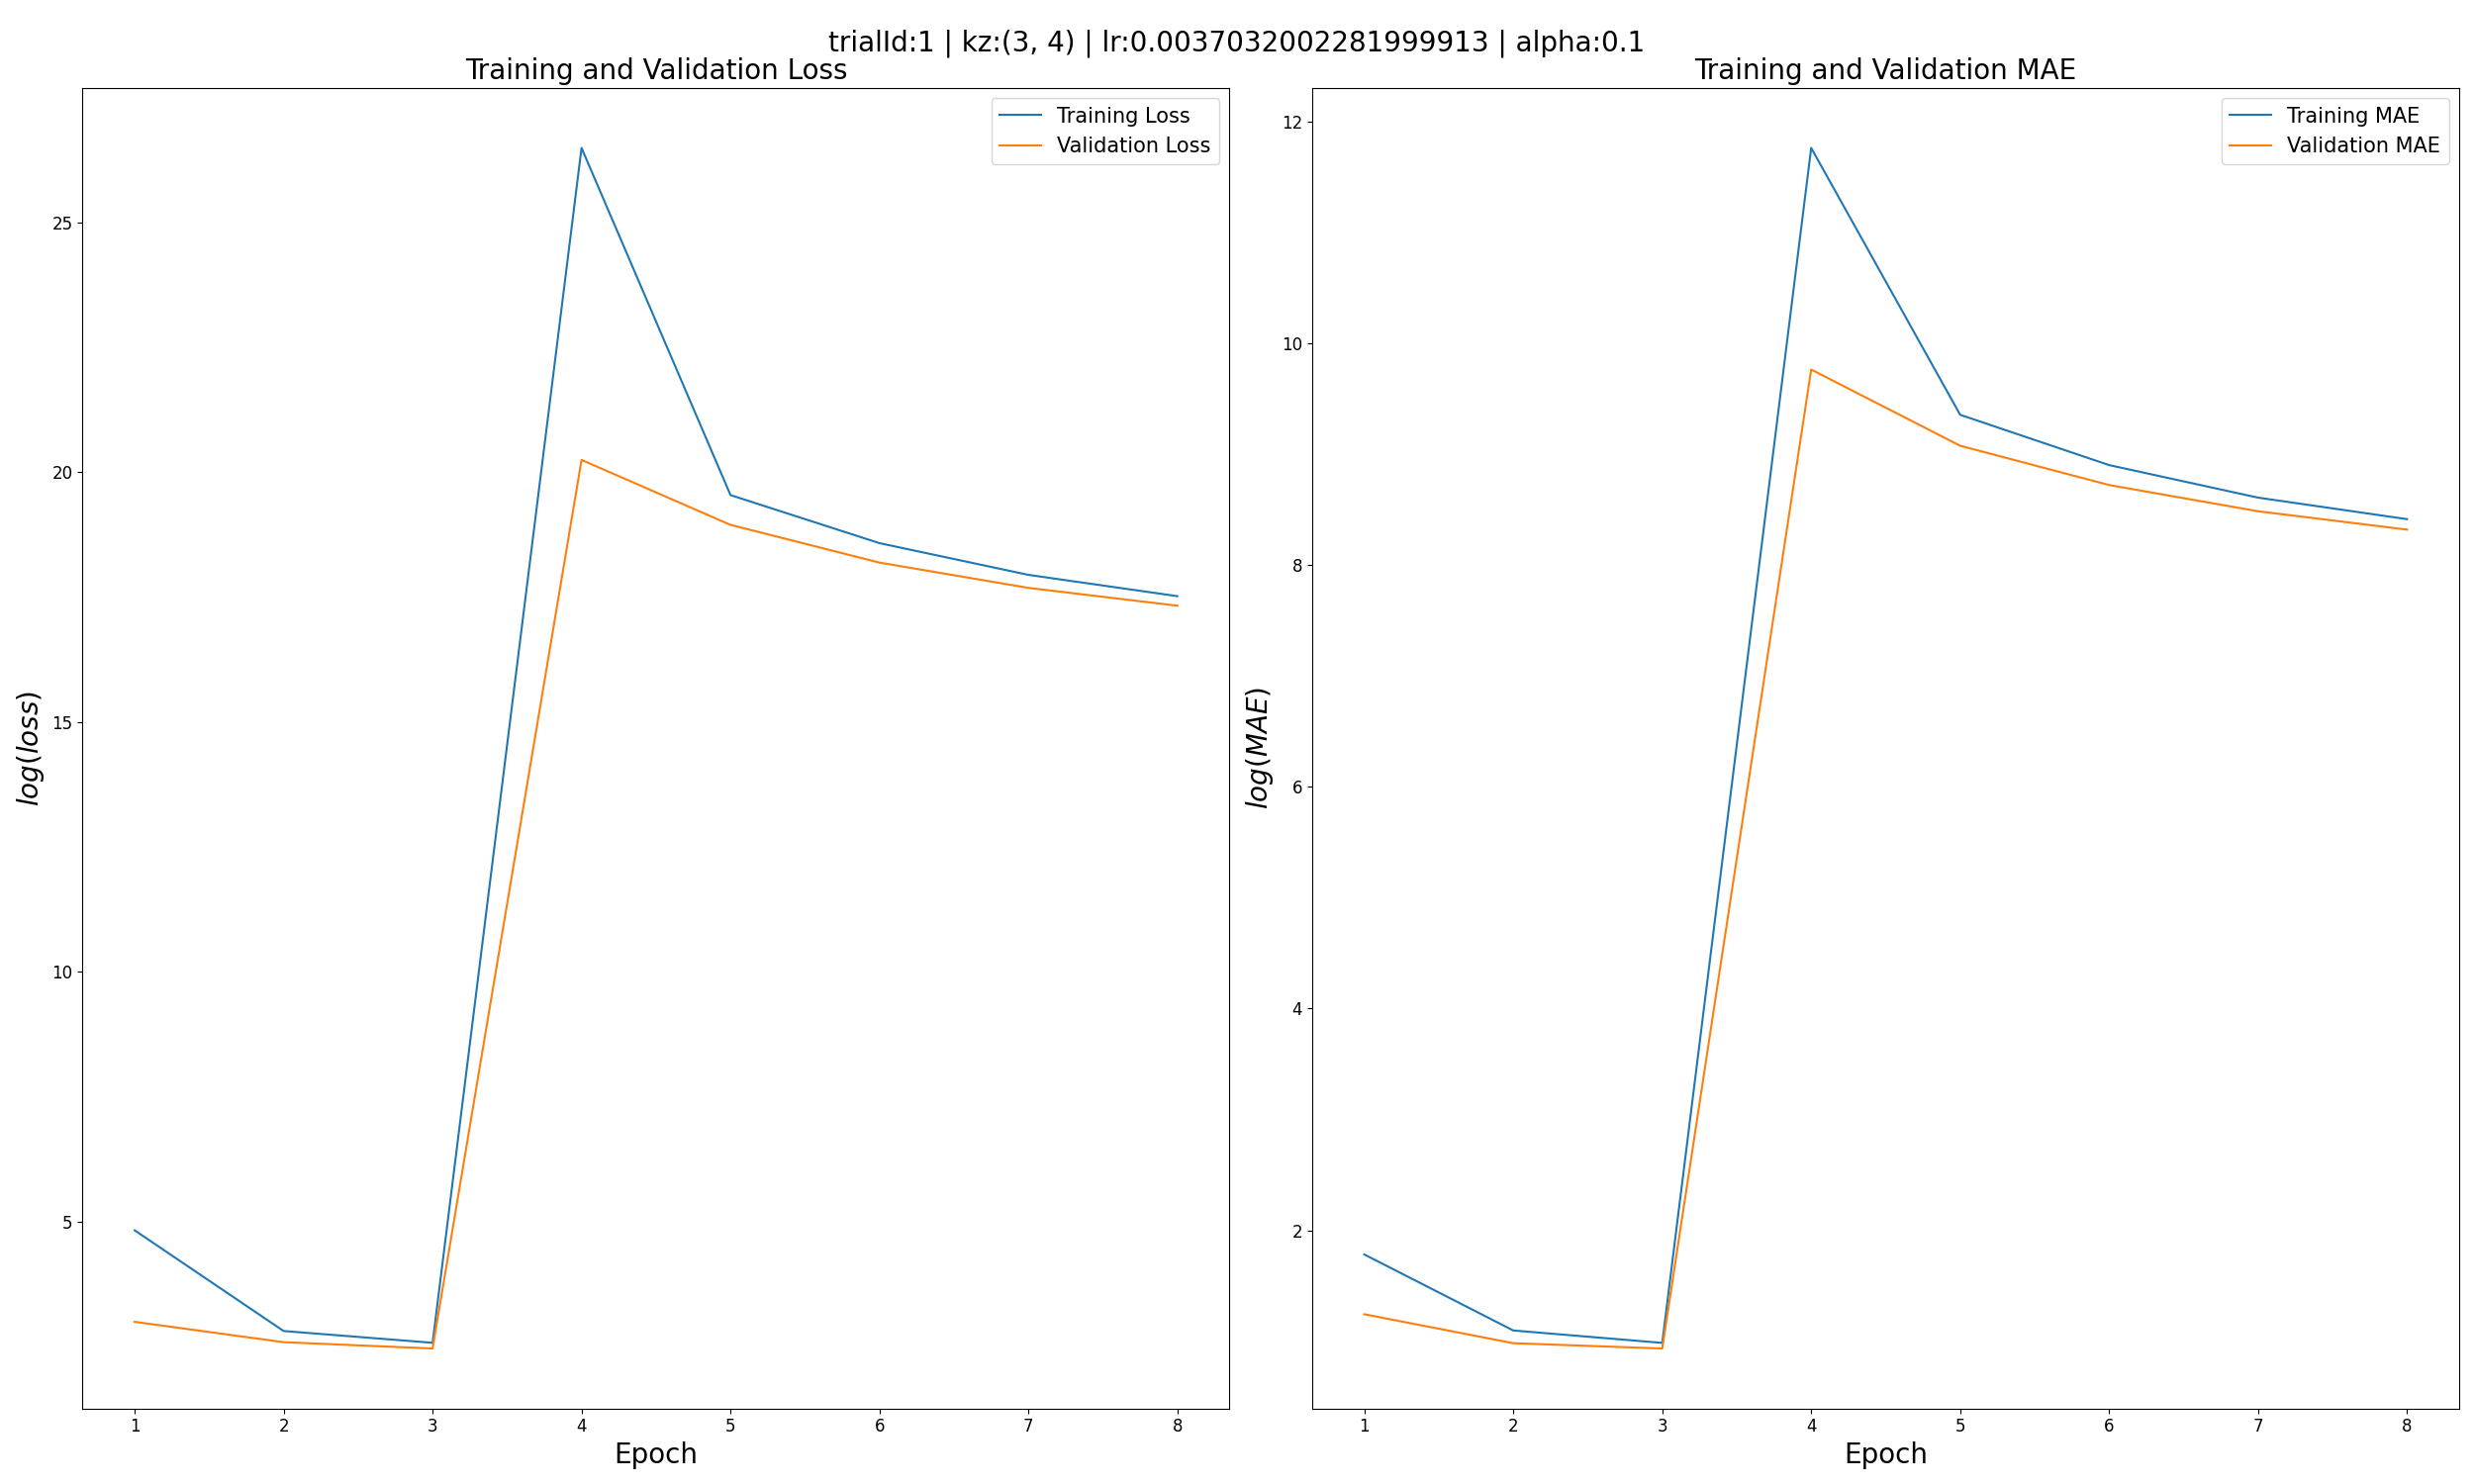 trialId:1 | kz:(3, 4) | lr:0.0037032002281999913 | alpha:0.1
Training and Validation Loss
Training Loss
Validation Loss
25
20
15
10
5
log(loss)
1 2 3 4 5 6 7 8
Epoch
Training and Validation MAE
Training MAE
Validation MAE
12
10
8
6
4
2
log(MAE)
1 2 3 4 5 6 7 8
Epoch